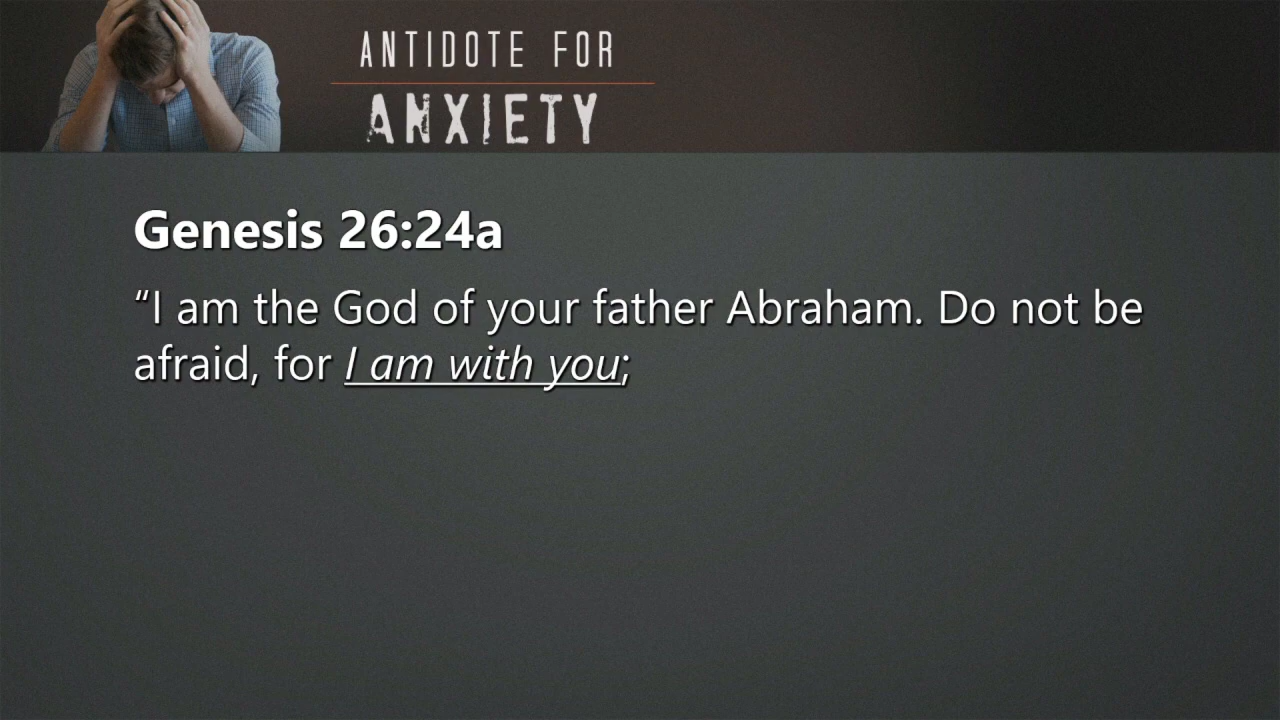 ANTIDOTE FOR
ANXIETY
Genesis 26:24a
“I am the God of your father Abraham. Do not be
afraid, for I am with you;